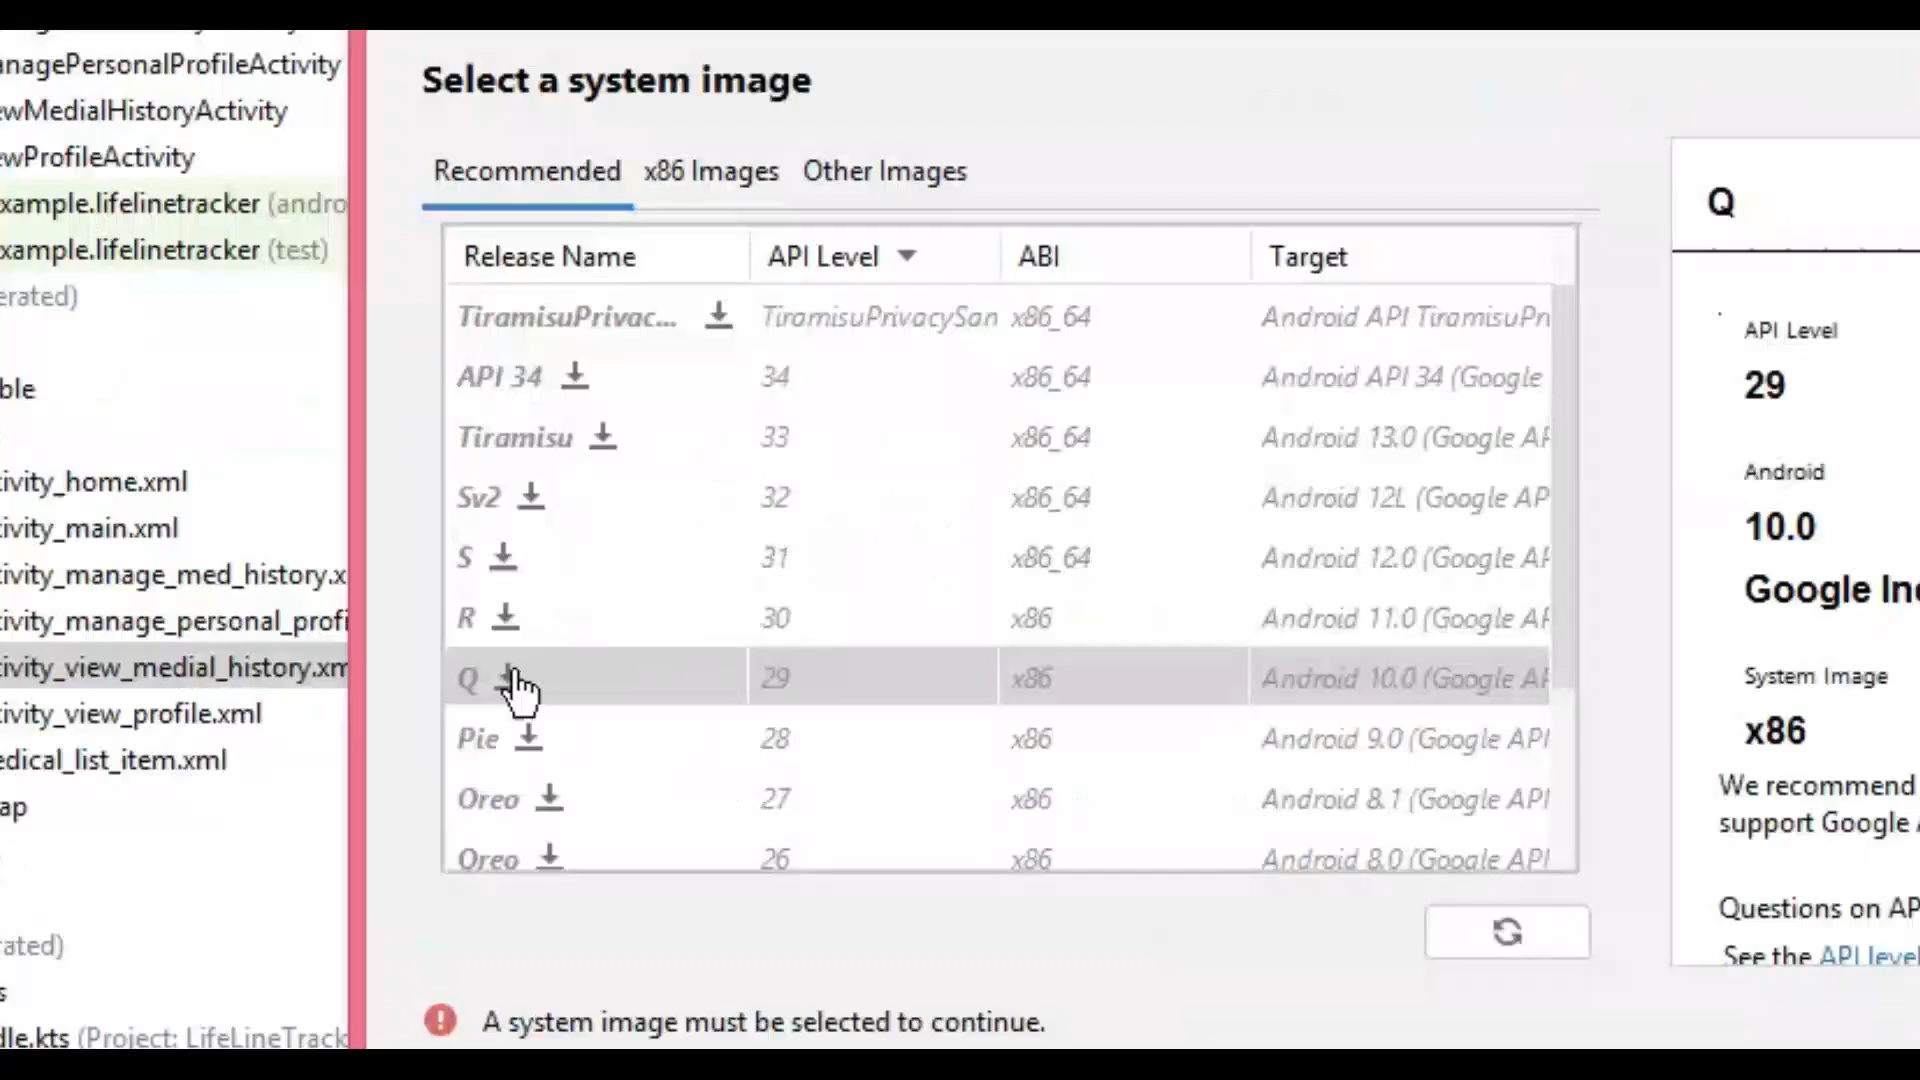 anagePersonalProfileActivity
ewMedialHistoryActivity
ewProfileActivity
xample.lifelinetracker (andro
xample.lifelinetracker (test)
erated)
ble
tivity_home.xml
tivity_main.xml
tivity_manage_med_history.x
tivity_manage_personal_profi
tivity_view_medial_history.xm
tivity_view_profile.xml
edical_list_item.xml
ap
rated)
s
dle.kts (Project: LifeLineTrack
Select a system image
Recommended x86 Images Other Images
Release Name API Level ABI Target
TiramisuPrivac... TiramisuPrivacySan x86_64 Android API TiramisuPri
API 34 34 x86_64 Android API 34 (Google
Tiramisu 33 x86_64 Android 13.0 (Google AP
Sv2 32 x86_64 Android 12L (Google AP
S 31 x86_64 Android 12.0 (Google AP
R 30 x86 Android 11.0 (Google AP
Q 29 x86 Android 10.0 (Google AP
Pie 28 x86 Android 9.0 (Google API
Oreo 27 x86 Android 8.1 (Google API
Oreo 26 x86 Android 8.0 (Google API
A system image must be selected to continue.
Q
API Level
29
Android
10.0
Google Inc
System Image
x86
We recommend
support Google
Questions on AP
See the API level